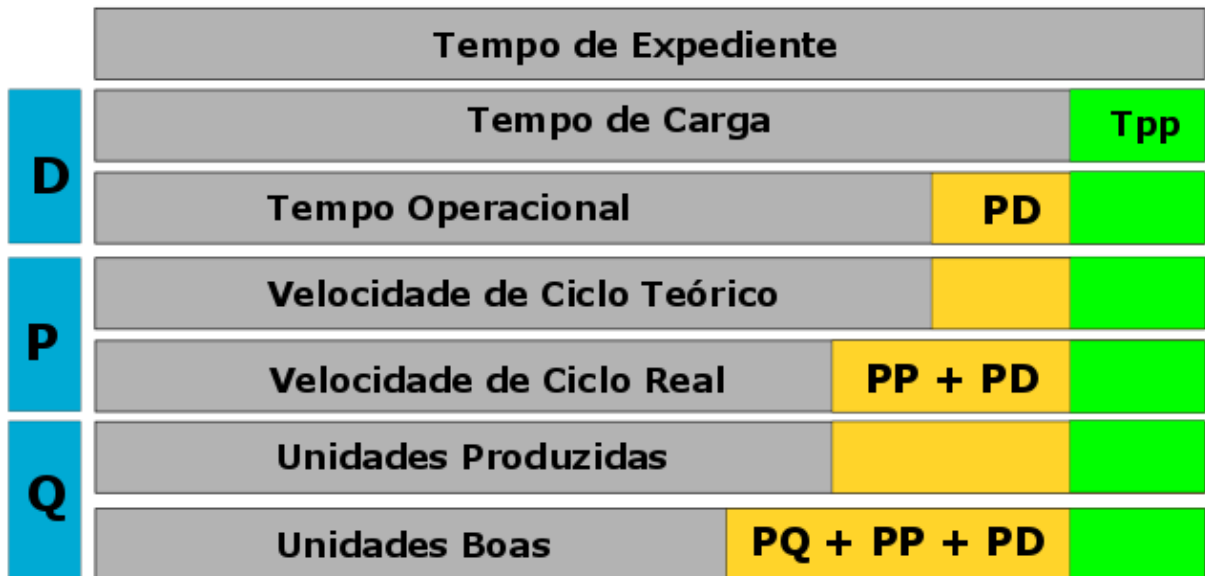 Tempo de Expediente
D
Tempo de Carga
Tpp
Tempo Operacional
PD
P
Velocidade de Ciclo Teórico
Velocidade de Ciclo Real
PP + PD
Q
Unidades Produzidas
Unidades Boas
PQ + PP + PD